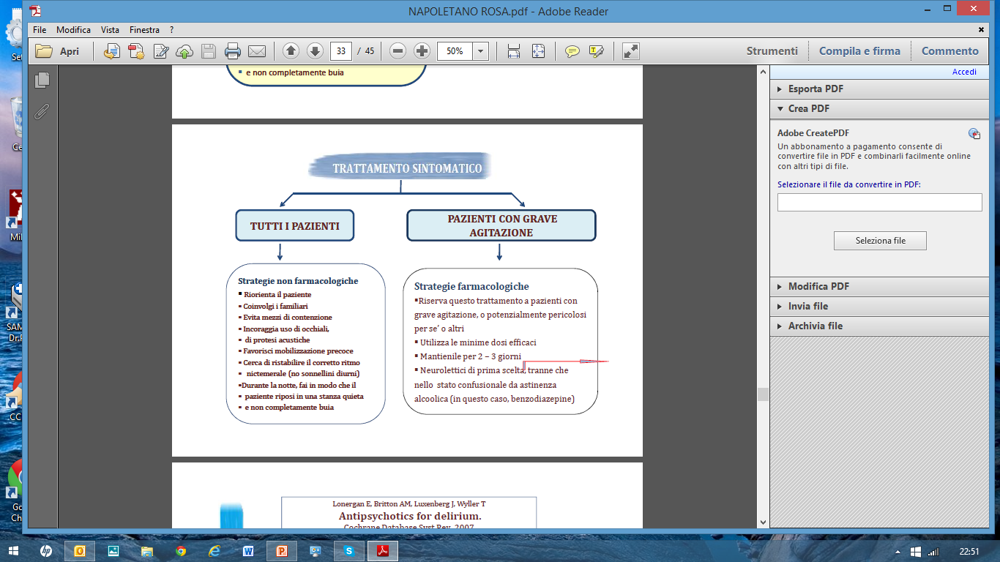 NAPOLETANO ROSA.pdf - Adobe Reader
File Modifica Vista Finestra ?
Apri 33 / 45 50% Strumenti Compila e firma Commento
Accedi
Esporta PDF
Crea PDF
Adobe CreatePDF
Un abbonamento a pagamento consente di
convertire file in PDF e combinarli facilmente online
con altri tipi di file.
Selezionare il file da convertire in PDF:
Seleziona file
Modifica PDF
Invia file
Archivia file
▪ e non completamente buia
TRATTAMENTO SINTOMATICO
TUTTI I PAZIENTI
Strategie non farmacologiche
▪ Riorienta il paziente
▪ Coinvolgi i familiari
▪ Evita mezzi di contenzione
▪ Incoraggia uso di occhiali,
▪ di protesi acustiche
▪ Favorisci mobilizzazione precoce
▪ Cerca di ristabilire il corretto ritmo
▪ nictemerale (no sonnellini diurni)
▪Durante la notte, fai in modo che il
▪ paziente riposi in una stanza quieta
▪ e non completamente buia
PAZIENTI CON GRAVE
AGITAZIONE
Strategie farmacologiche
▪Riserva questo trattamento a pazienti con
grave agitazione, o potenzialmente pericolosi
per se’ o altri
▪ Utilizza le minime dosi efficaci
▪ Mantienile per 2 – 3 giorni
▪ Neurolettici di prima scelta, tranne che
nello stato confusionale da astinenza
alcoolica (in questo caso, benzodiazepine)
Lonergan E, Britton AM, Luxenberg J, Wyller T
Antipsychotics for delirium.
Cochrane Database Syst Rev. 2007
22:51